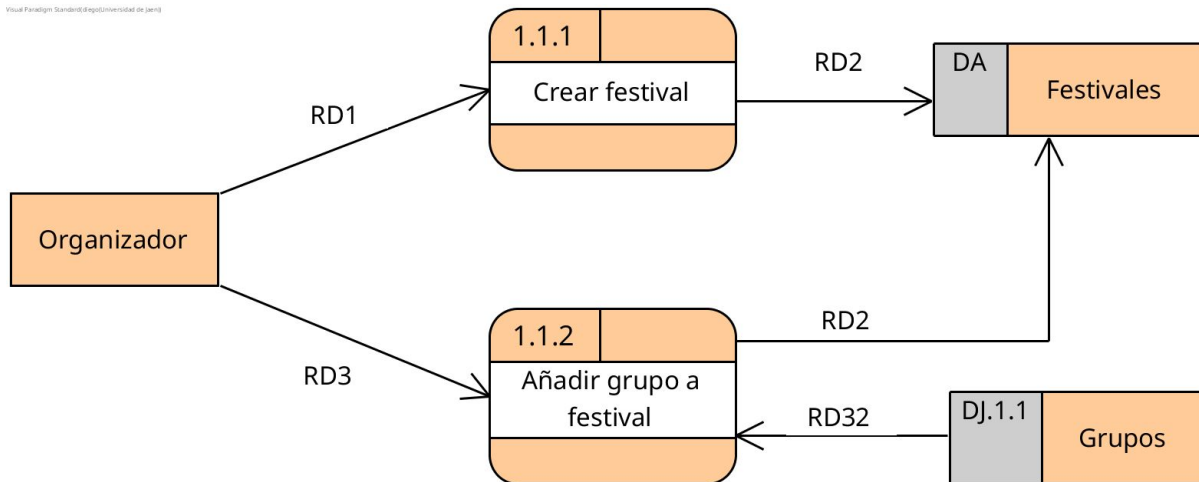 Visual Paradigm Standard(diego(Universidad de Jaen))
1.1.1
Crear festival
RD1
RD2
DA
Festivales
Organizador
RD3
1.1.2
Añadir grupo a
festival
RD2
RD32
DJ.1.1
Grupos